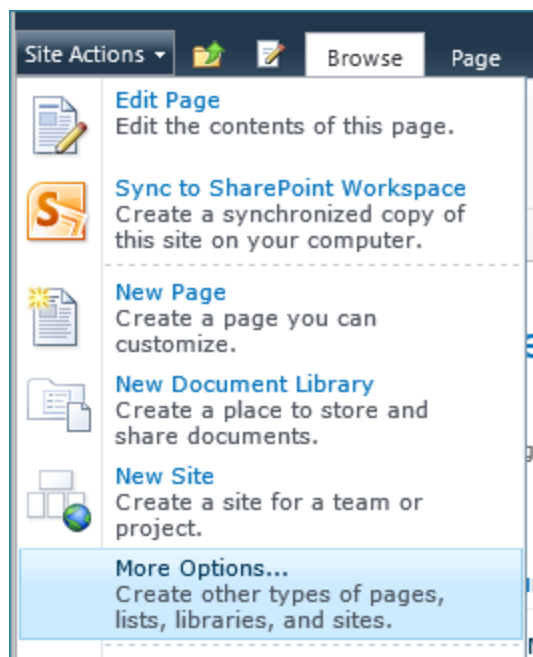 Site Actions Browse Page
Edit Page
Edit the contents of this page.
Sync to SharePoint Workspace
Create a synchronized copy of
this site on your computer.
New Page
Create a page you can
customize.
New Document Library
Create a place to store and
share documents.
New Site
Create a site for a team or
project.
More Options...
Create other types of pages,
lists, libraries, and sites.